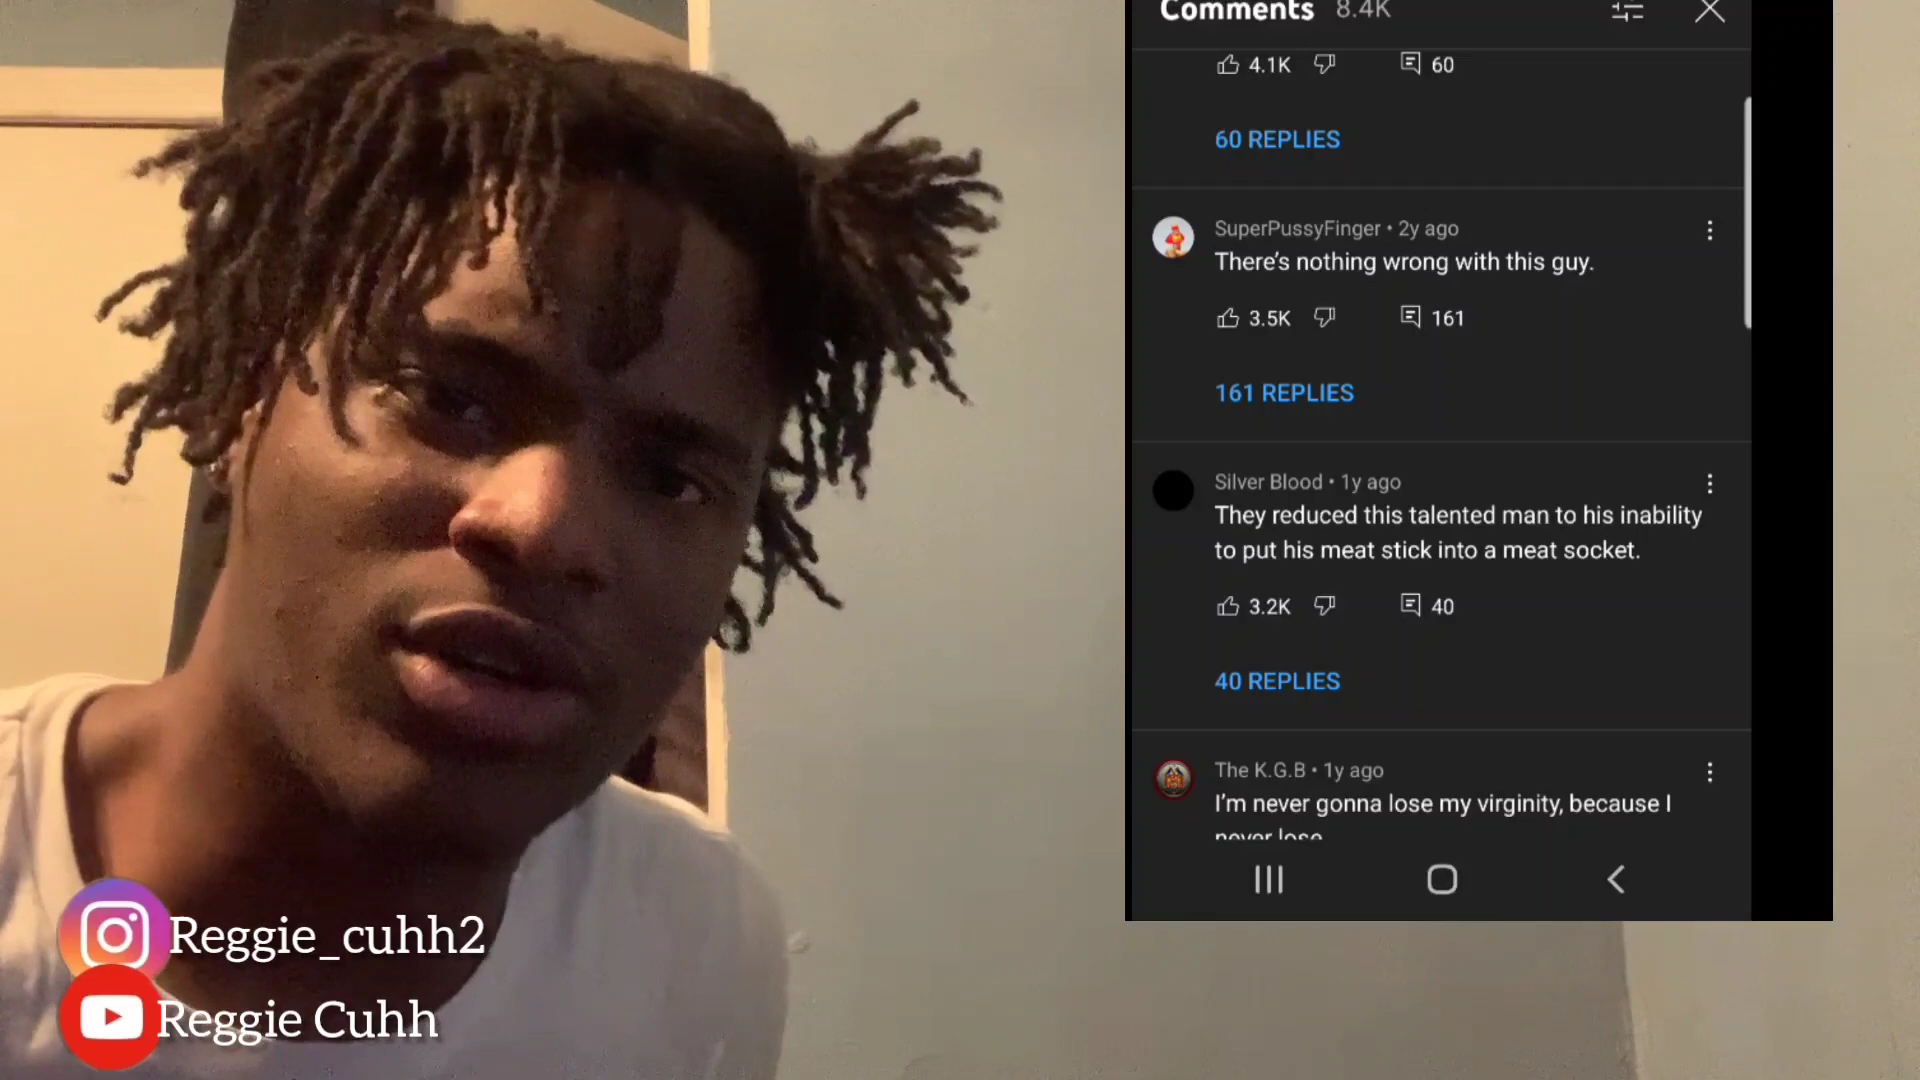 Comments 8.4K
4.1K 60
60 REPLIES
SuperPussyFinger • 2y ago
There's nothing wrong with this guy.
3.5K 161
161 REPLIES
Silver Blood • 1y ago
They reduced this talented man to his inability
to put his meat stick into a meat socket.
3.2K 40
40 REPLIES
The K.G.B • 1y ago
I'm never gonna lose my virginity, because I
never lose
Reggie_cuhh2
Reggie Cuhh